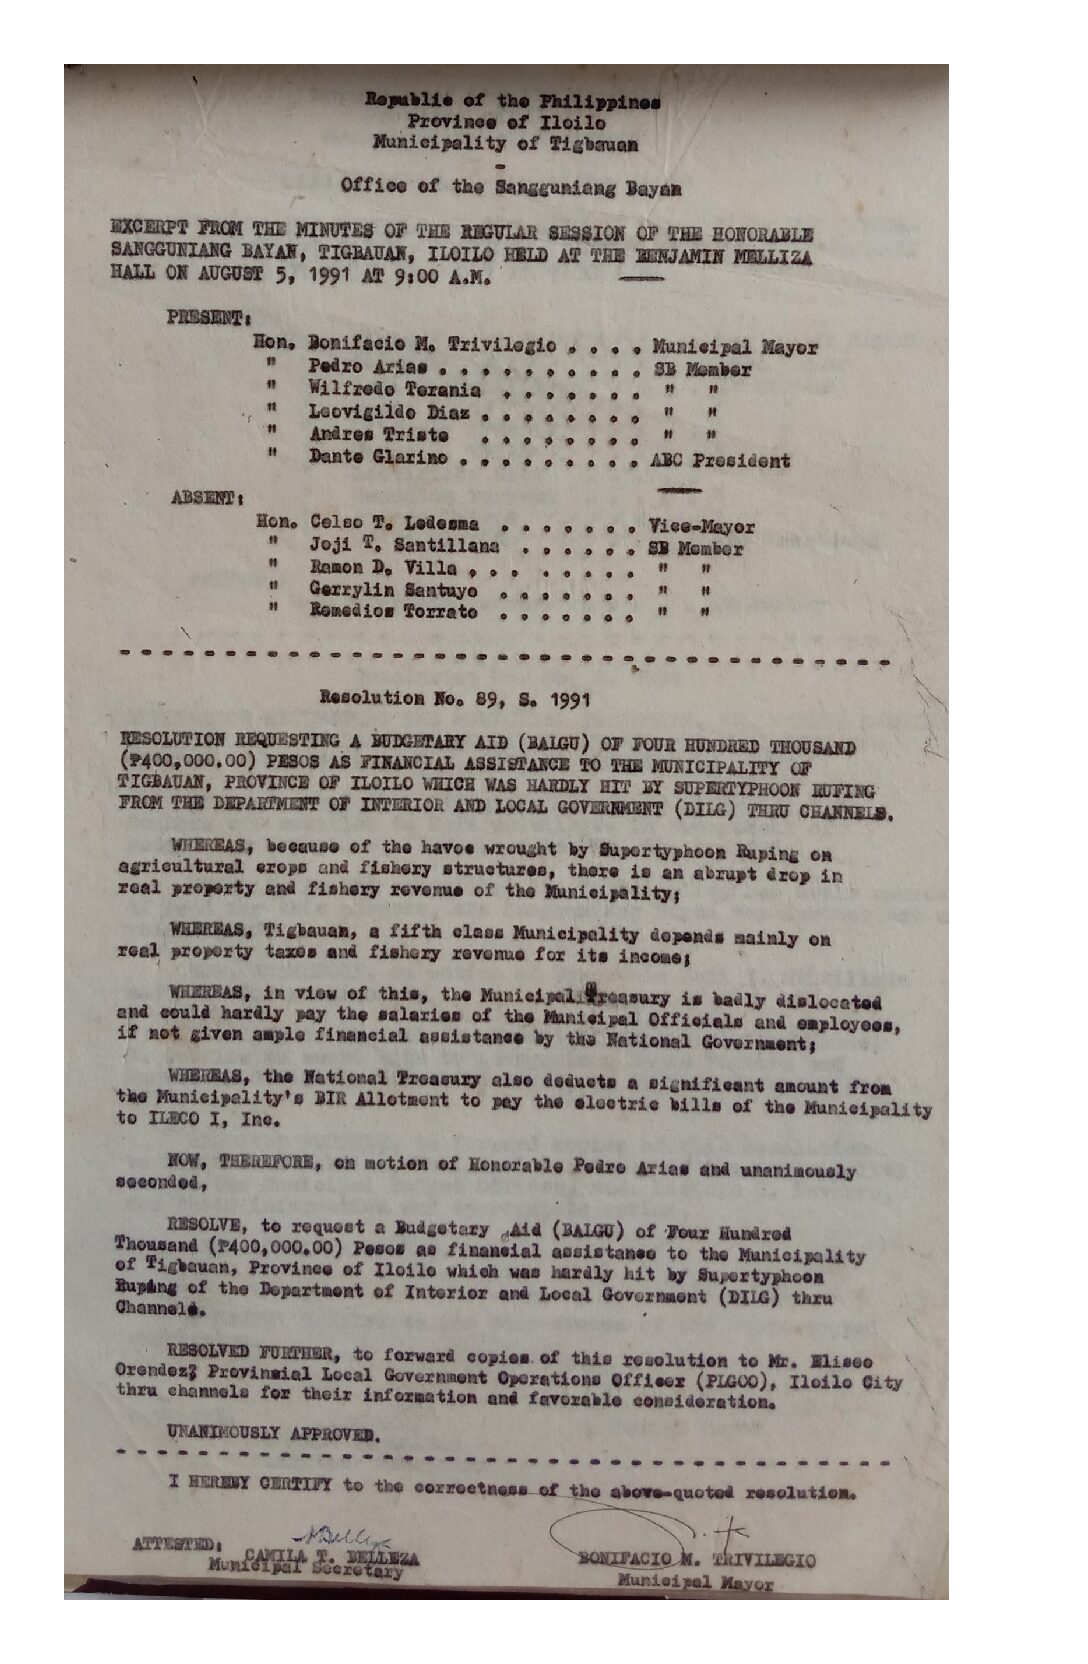 Republic of the Philippines
Province of Iloilo
Municipality of Tigbauan
-
Office of the Sangguniang Bayan
EXCERPT FROM THE MINUTES OF THE REGULAR SESSION OF THE HONORABLE
SANGGUNIANG BAYAN, TIGBAUAN, ILOILO HELD AT THE BENJAMIN MELLIZA
HALL ON AUGUST 5, 1991 AT 9:00 A.M.
PRESENT:
Hon. Bonifacio M. Trivilegio . . . . Municipal Mayor
" Pedro Arias . . . . . . . . . . SB Member
" Wilfredo Torania . . . . . . . " "
" Leovigildo Diaz . . . . . . . . " "
" Andres Triste . . . . . . . . " "
" Dante Glarino . . . . . . . . . ABC President
ABSENT:
Hon. Celso T. Ledesma . . . . . . . Vice-Mayor
" Joji T. Santillana . . . . . . SB Member
" Ramon D. Villa . . . . . . . . " "
" Gerrylin Santuyo . . . . . . . " "
" Remedios Torrato . . . . . . . " "
- - - - - - - - - - - - - - - - - - - - - - - - - - - - - - - - - - - - -
Resolution No. 89, S. 1991
RESOLUTION REQUESTING A BUDGETARY AID (BALGU) OF FOUR HUNDRED THOUSAND
(₱400,000.00) PESOS AS FINANCIAL ASSISTANCE TO THE MUNICIPALITY OF
TIGBAUAN, PROVINCE OF ILOILO WHICH WAS HARDLY HIT BY SUPERTYPHOON RUFING
FROM THE DEPARTMENT OF INTERIOR AND LOCAL GOVERNMENT (DILG) THRU CHANNELS.
WHEREAS, because of the havoc wrought by Supertyphoon Ruping on
agricultural crops and fishery structures, there is an abrupt drop in
real property and fishery revenue of the Municipality;
WHEREAS, Tigbauan, a fifth class Municipality depends mainly on
real property taxes and fishery revenue for its income;
WHEREAS, in view of this, the Municipal Treasury is badly dislocated
and could hardly pay the salaries of the Municipal Officials and employees,
if not given ample financial assistance by the National Government;
WHEREAS, the National Treasury also deducts a significant amount from
the Municipality's BIR Allotment to pay the electric bills of the Municipality
to ILECO I, Inc.
NOW, THEREFORE, on motion of Honorable Pedro Arias and unanimously
seconded,
RESOLVE, to request a Budgetary Aid (BALGU) of Four Hundred
Thousand (₱400,000.00) Pesos as financial assistance to the Municipality
of Tigbauan, Province of Iloilo which was hardly hit by Supertyphoon
Ruping of the Department of Interior and Local Government (DILG) thru
Channels.
RESOLVED FURTHER, to forward copies of this resolution to Mr. Eliseo
Orendez, Provincial Local Government Operations Officer (PLGOO), Iloilo City
thru channels for their information and favorable consideration.
UNANIMOUSLY APPROVED.
- - - - - - - - - - - - - - - - - - - - - - - - - - - - - - - - - - - - -
I HEREBY CERTIFY to the correctness of the above-quoted resolution.
ATTESTED:
CAMILA T. BELLEZA
Municipal Secretary
BONIFACIO M. TRIVILEGIO
Municipal Mayor